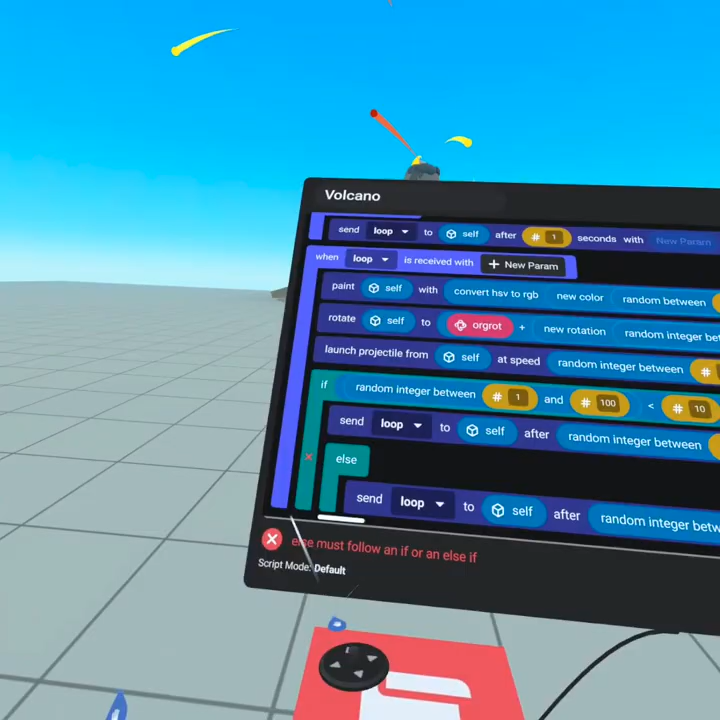 Volcano
send loop to self after # 1 seconds with New Param
when loop is received with + New Param
paint self with convert hsv to rgb new color random between
rotate self to orgrot + new rotation random integer be
launch projectile from self at speed random integer between #
if random integer between # 1 and # 100 < # 10
send loop to self after random integer between
else
send loop to self after random integer betw
else must follow an if or an else if
Script Mode: Default